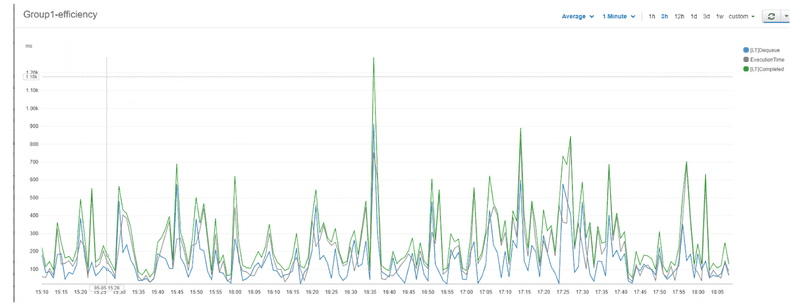 Group1-efficiency
Average 1 Minute 1h 3h 12h 1d 3d 1w custom
ms
[LT]Dequeue
ExecutionTime
[LT]Completed
1.20k
1.10k
1.00k
900
800
700
600
500
400
300
200
100
15:10 15:15 15:20 15:30 15:35 15:40 15:45 15:50 15:55 16:00 16:05 16:10 16:15 16:20 16:25 16:30 16:35 16:40 16:45 16:50 16:55 17:00 17:05 17:10 17:15 17:20 17:25 17:30 17:35 17:40 17:45 17:50 17:55 18:00 18:05